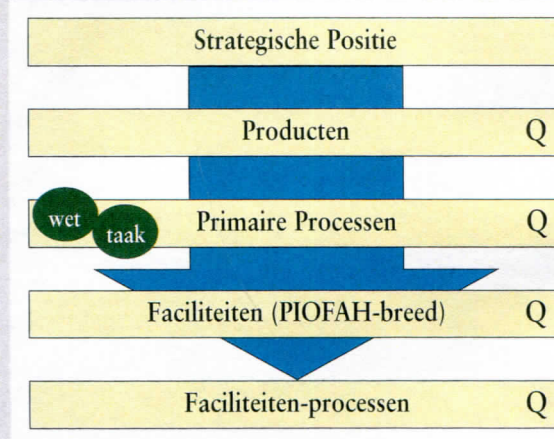 Strategische Positie
Producten Q
wet
taak
Primaire Processen Q
Faciliteiten (PIOFAH-breed) Q
Faciliteiten-processen Q